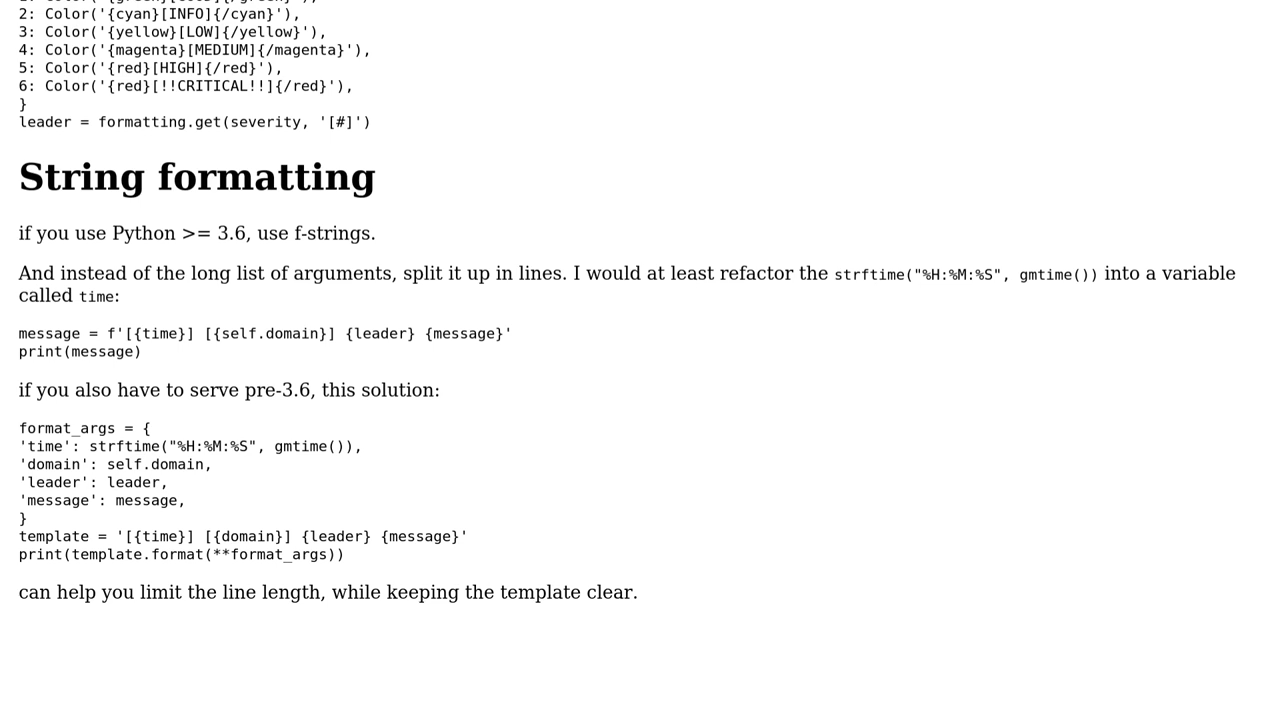 2: Color('{cyan}[INFO]{/cyan}'),
3: Color('{yellow}[LOW]{/yellow}'),
4: Color('{magenta}[MEDIUM]{/magenta}'),
5: Color('{red}[HIGH]{/red}'),
6: Color('{red}[!!CRITICAL!!]{/red}'),
}
leader = formatting.get(severity, '[#]')
String formatting
if you use Python >= 3.6, use f-strings.
And instead of the long list of arguments, split it up in lines. I would at least refactor the strftime("%H:%M:%S", gmtime()) into a variable
called time:
message = f'[{time}] [{self.domain}] {leader} {message}'
print(message)
if you also have to serve pre-3.6, this solution:
format_args = {
'time': strftime("%H:%M:%S", gmtime()),
'domain': self.domain,
'leader': leader,
'message': message,
}
template = '[{time}] [{domain}] {leader} {message}'
print(template.format(**format_args))
can help you limit the line length, while keeping the template clear.